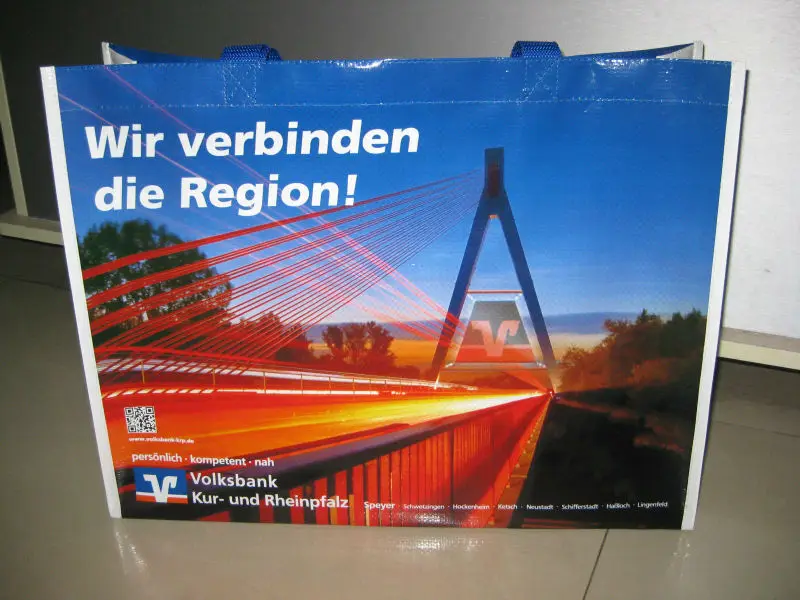 Wir verbinden
die Region!
www.volksbank-krp.de
persönlich · kompetent · nah
Volksbank
Kur- und Rheinpfalz
Speyer · Schwetzingen · Hockenheim · Ketsch · Neustadt · Schifferstadt · Haßloch · Lingenfeld